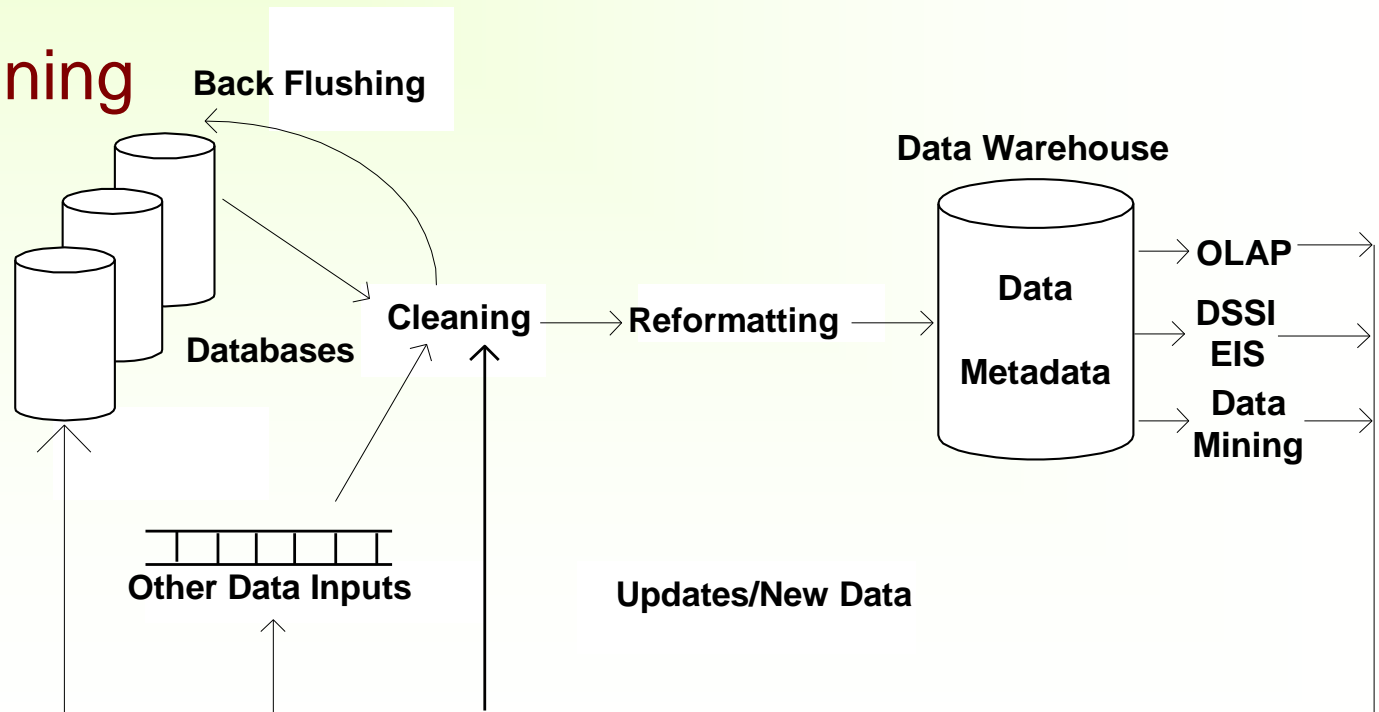 ning
Back Flushing
Data Warehouse
OLAP
Data
DSSI
EIS
Cleaning
Reformatting
Databases
Metadata
Data
Mining
Other Data Inputs
Updates/New Data